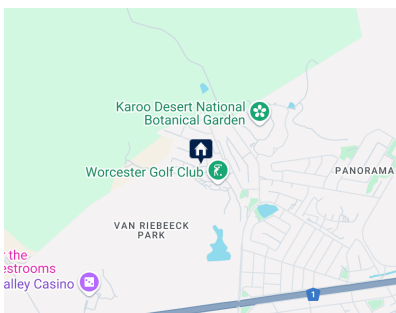 Karoo Desert National
Botanical Garden
Worcester Golf Club
PANORAMA
VAN RIEBEECK
PARK
the
estrooms
alley Casino
1